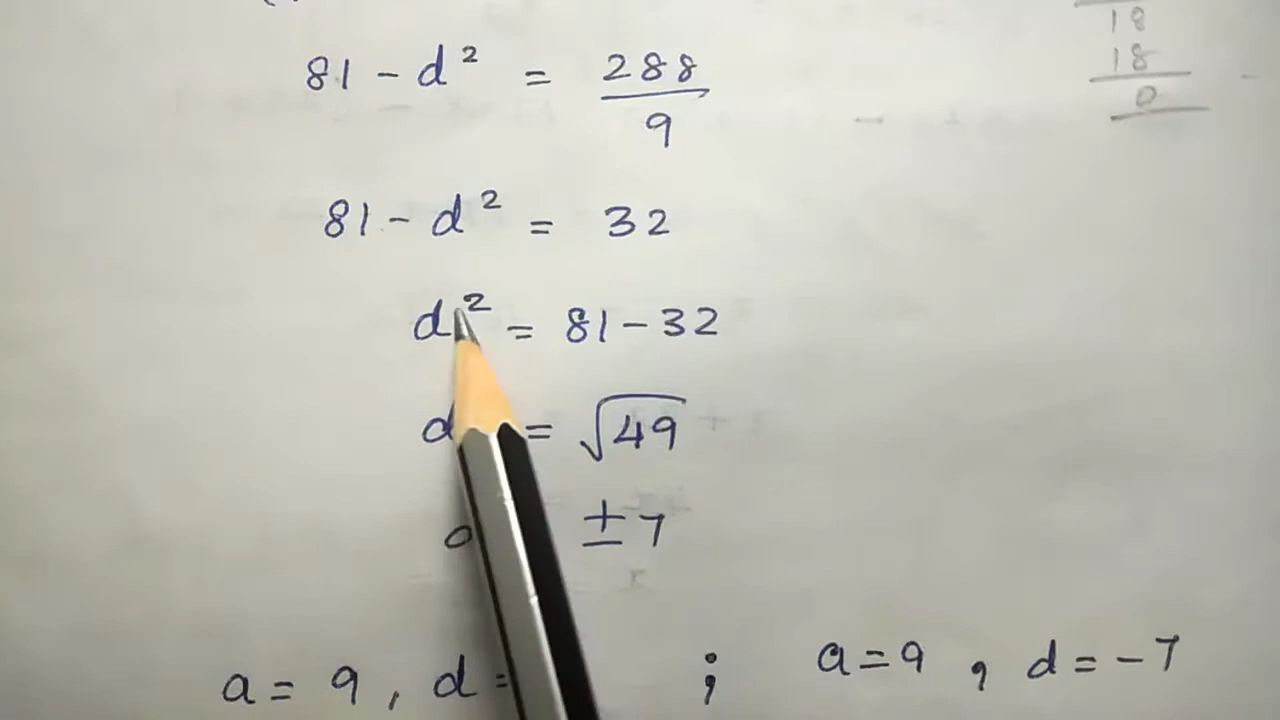 18
81 - d² = 288/9
18
0
81 - d² = 32
d² = 81 - 32
d = √49
± 7
a = 9, d = ; a = 9, d = -7